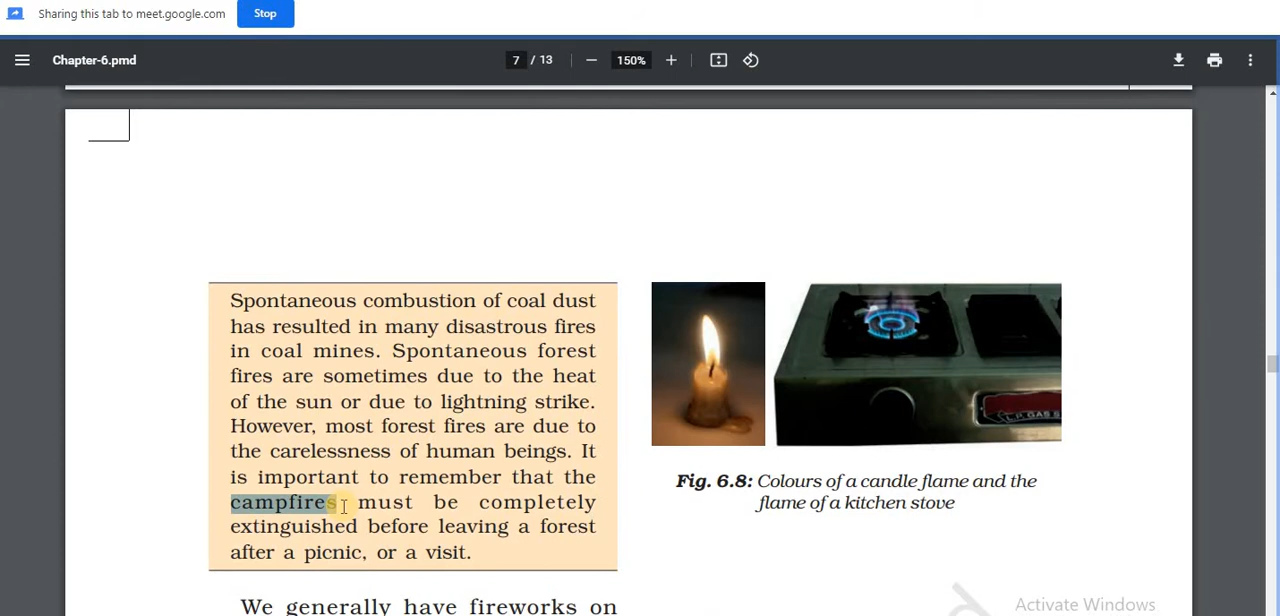 Sharing this tab to meet.google.com
Stop
Chapter-6.pmd
7 / 13
150%
Spontaneous combustion of coal dust
has resulted in many disastrous fires
in coal mines. Spontaneous forest
fires are sometimes due to the heat
of the sun or due to lightning strike.
However, most forest fires are due to
the carelessness of human beings. It
is important to remember that the
campfires must be completely
extinguished before leaving a forest
after a picnic, or a visit.
We generally have fireworks on
L.P. GAS S
Fig. 6.8: Colours of a candle flame and the
flame of a kitchen stove
Activate Windows